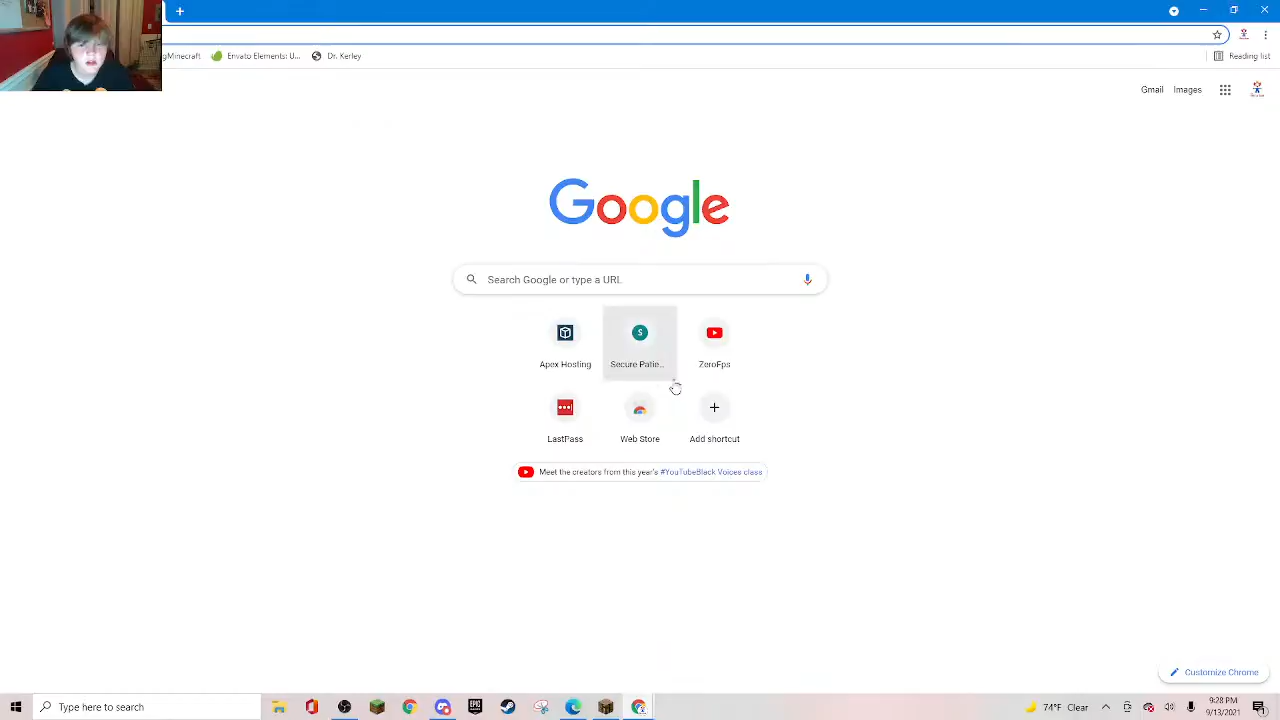 gMinecraft Envato Elements: U... Dr. Kerley Reading list
Gmail Images
Google
Search Google or type a URL
Apex Hosting Secure Patie... ZeroFps
LastPass Web Store Add shortcut
Meet the creators from this year's #YouTubeBlack Voices class
Customize Chrome
Type here to search 74°F Clear 9:28 PM
9/13/2021